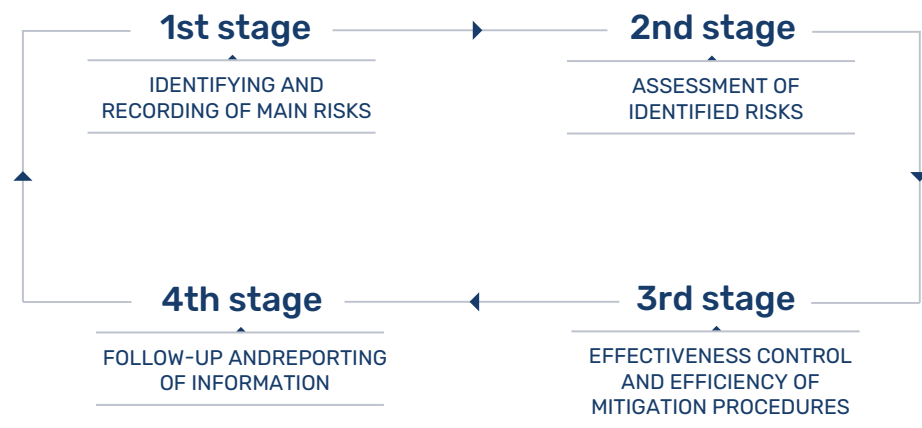 1st stage
IDENTIFYING AND
RECORDING OF MAIN RISKS
2nd stage
ASSESSMENT OF
IDENTIFIED RISKS
3rd stage
EFFECTIVENESS CONTROL
AND EFFICIENCY OF
MITIGATION PROCEDURES
4th stage
FOLLOW-UP ANDREPORTING
OF INFORMATION